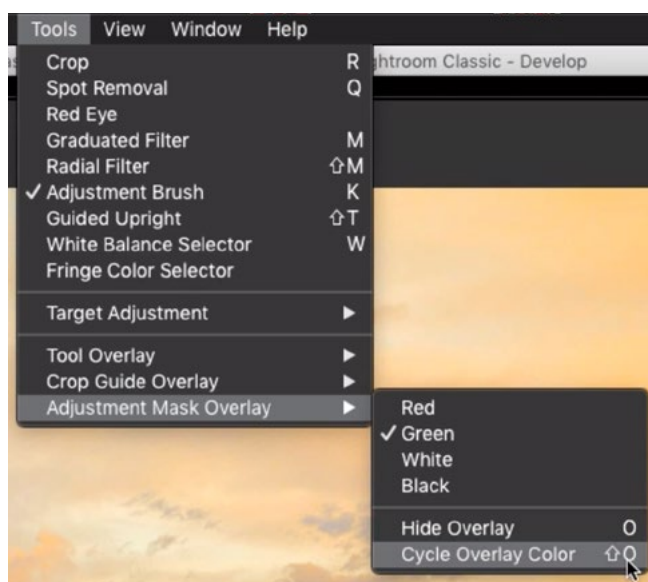 Tools View Window Help
htroom Classic - Develop
Crop R
Spot Removal Q
Red Eye
Graduated Filter M
Radial Filter ⇧M
✓ Adjustment Brush K
Guided Upright ⇧T
White Balance Selector W
Fringe Color Selector
Target Adjustment ▶
Tool Overlay ▶
Crop Guide Overlay ▶
Adjustment Mask Overlay ▶
Red
✓ Green
White
Black
Hide Overlay O
Cycle Overlay Color ⇧O